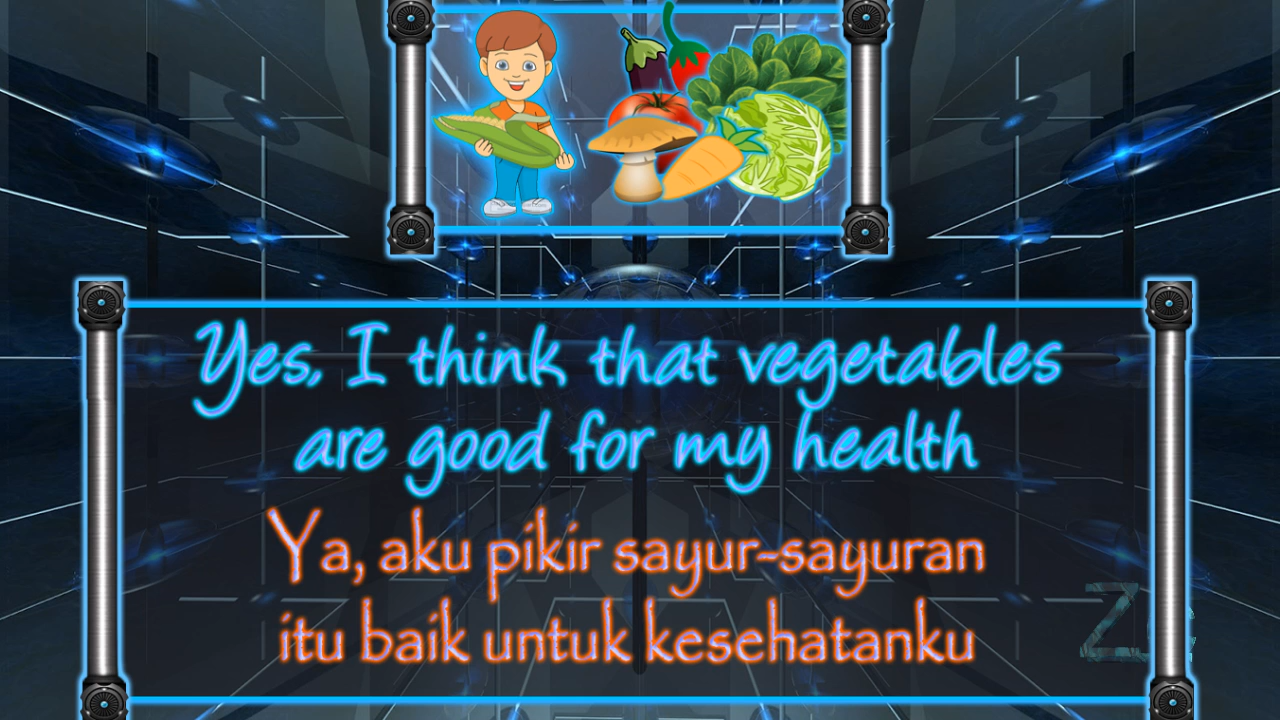 Yes, I think that vegetables
are good for my health
Ya, aku pikir sayur-sayuran
itu baik untuk kesehatanku